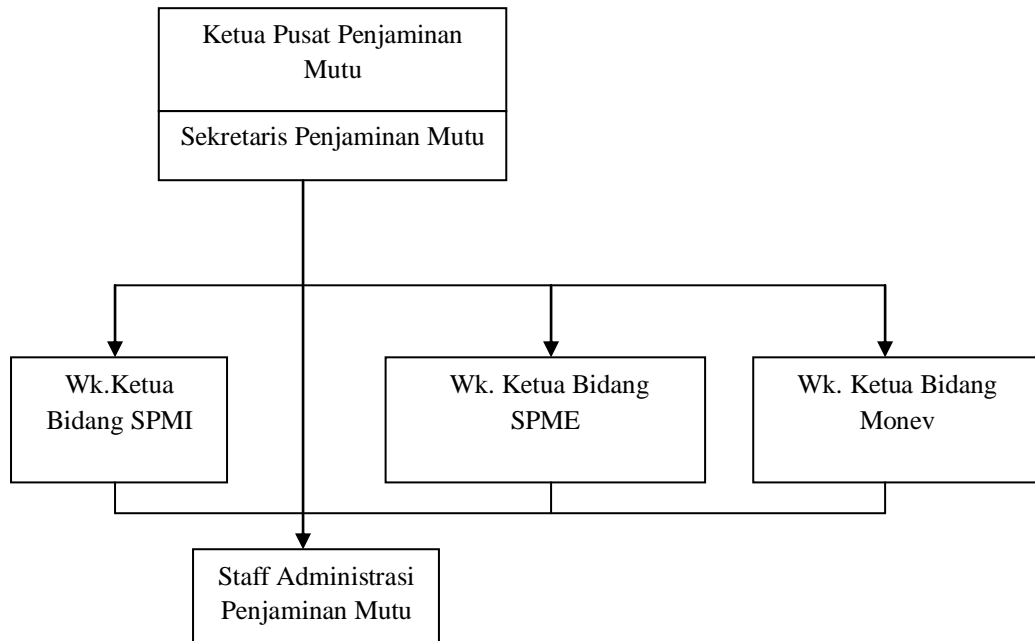 Ketua Pusat Penjaminan
Mutu
Sekretaris Penjaminan Mutu
Wk.Ketua
Bidang SPMI
Wk. Ketua Bidang
SPME
Wk. Ketua Bidang
Monev
Staff Administrasi
Penjaminan Mutu